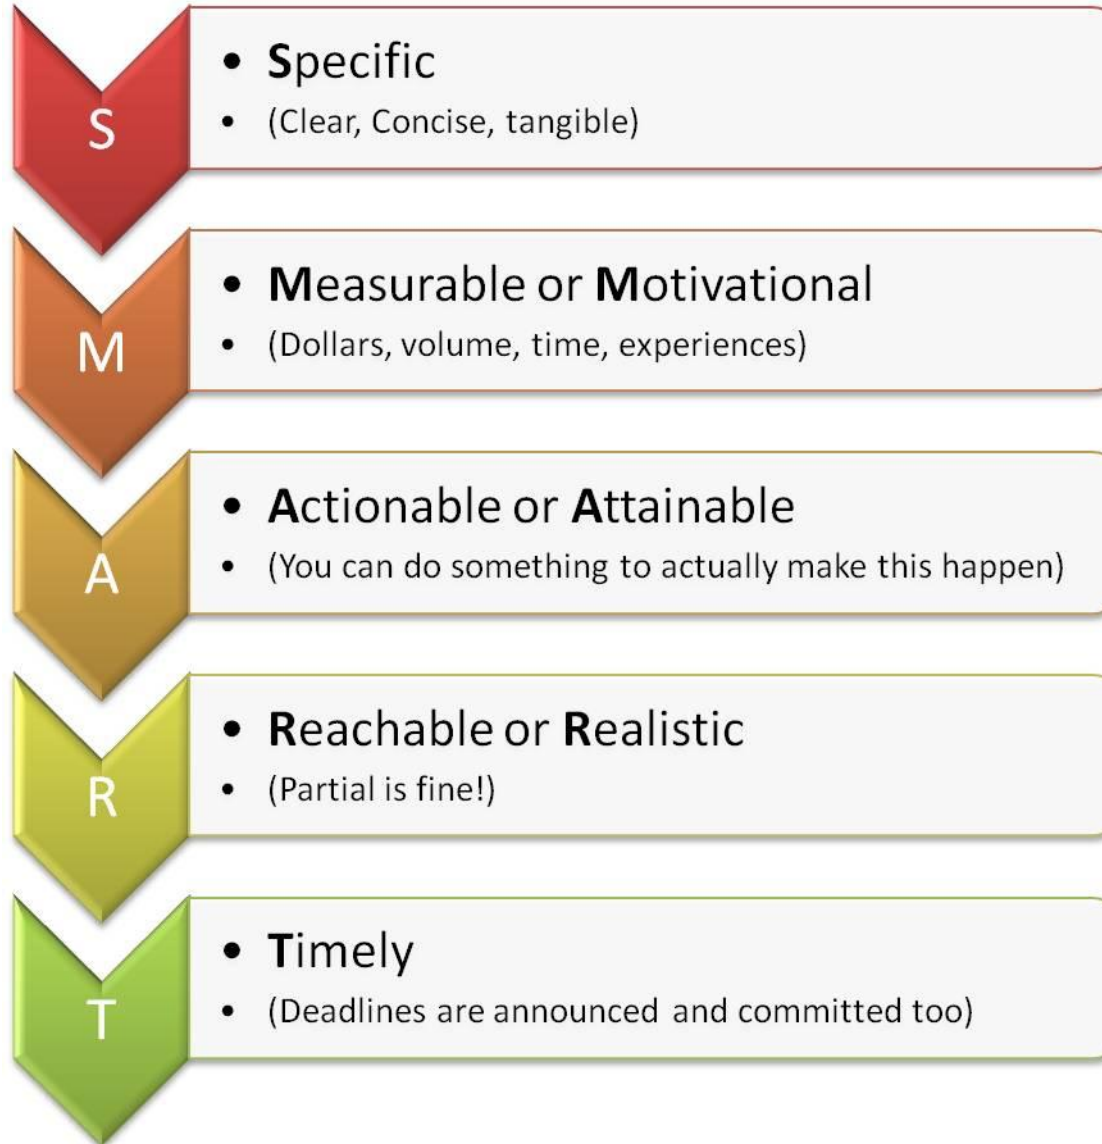 S
• Specific
• (Clear, Concise, tangible)
M
• Measurable or Motivational
• (Dollars, volume, time, experiences)
A
• Actionable or Attainable
• (You can do something to actually make this happen)
R
• Reachable or Realistic
• (Partial is fine!)
T
• Timely
• (Deadlines are announced and committed too)